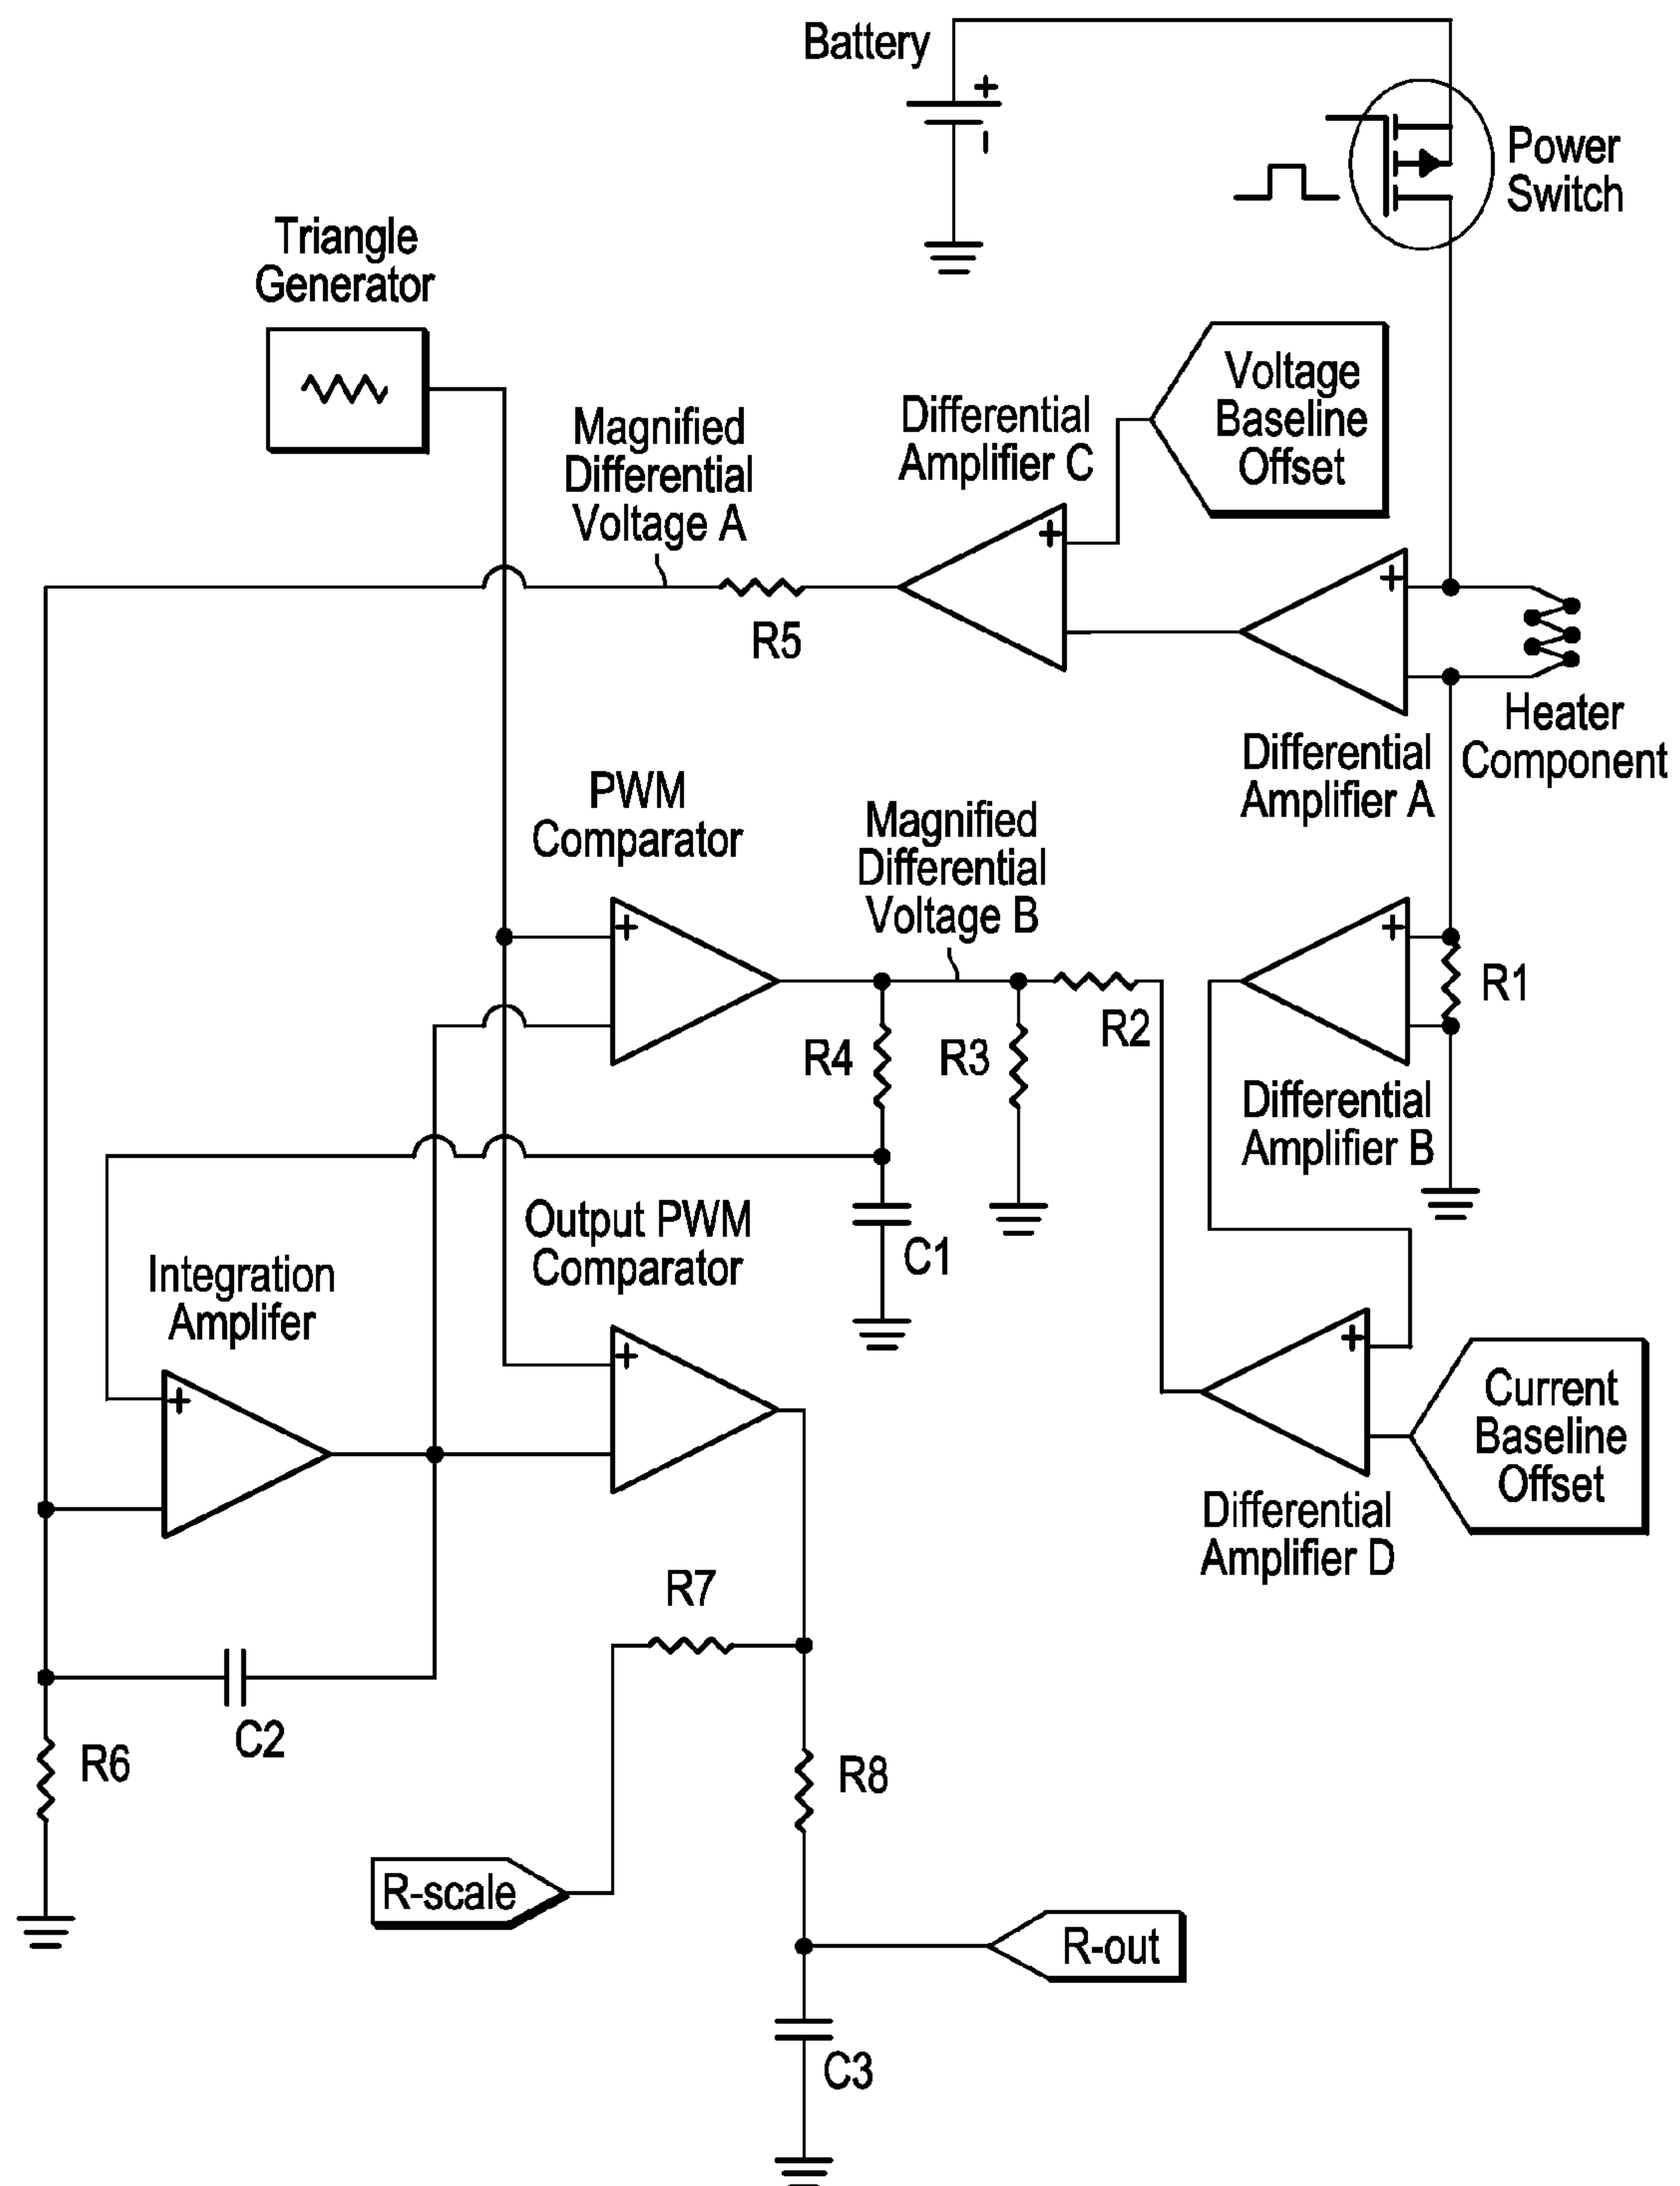 Battery
+
Power
Switch
Triangle
Generator
Voltage
Baseline
Offset
Differential
Amplifier C
Magnified
Differential
Voltage A
+
+
R5
Heater
Component
Differential
Amplifier A
PWM
Comparator
Magnified
Differential
Voltage B
+
+
R1
R2
R4
R3
Differential
Amplifier B
Output PWM
Comparator
C1
Integration
Amplifer
+
+
+
Current
Baseline
Offset
Differential
Amplifier D
R7
C2
R6
R8
R-scale
R-out
C3